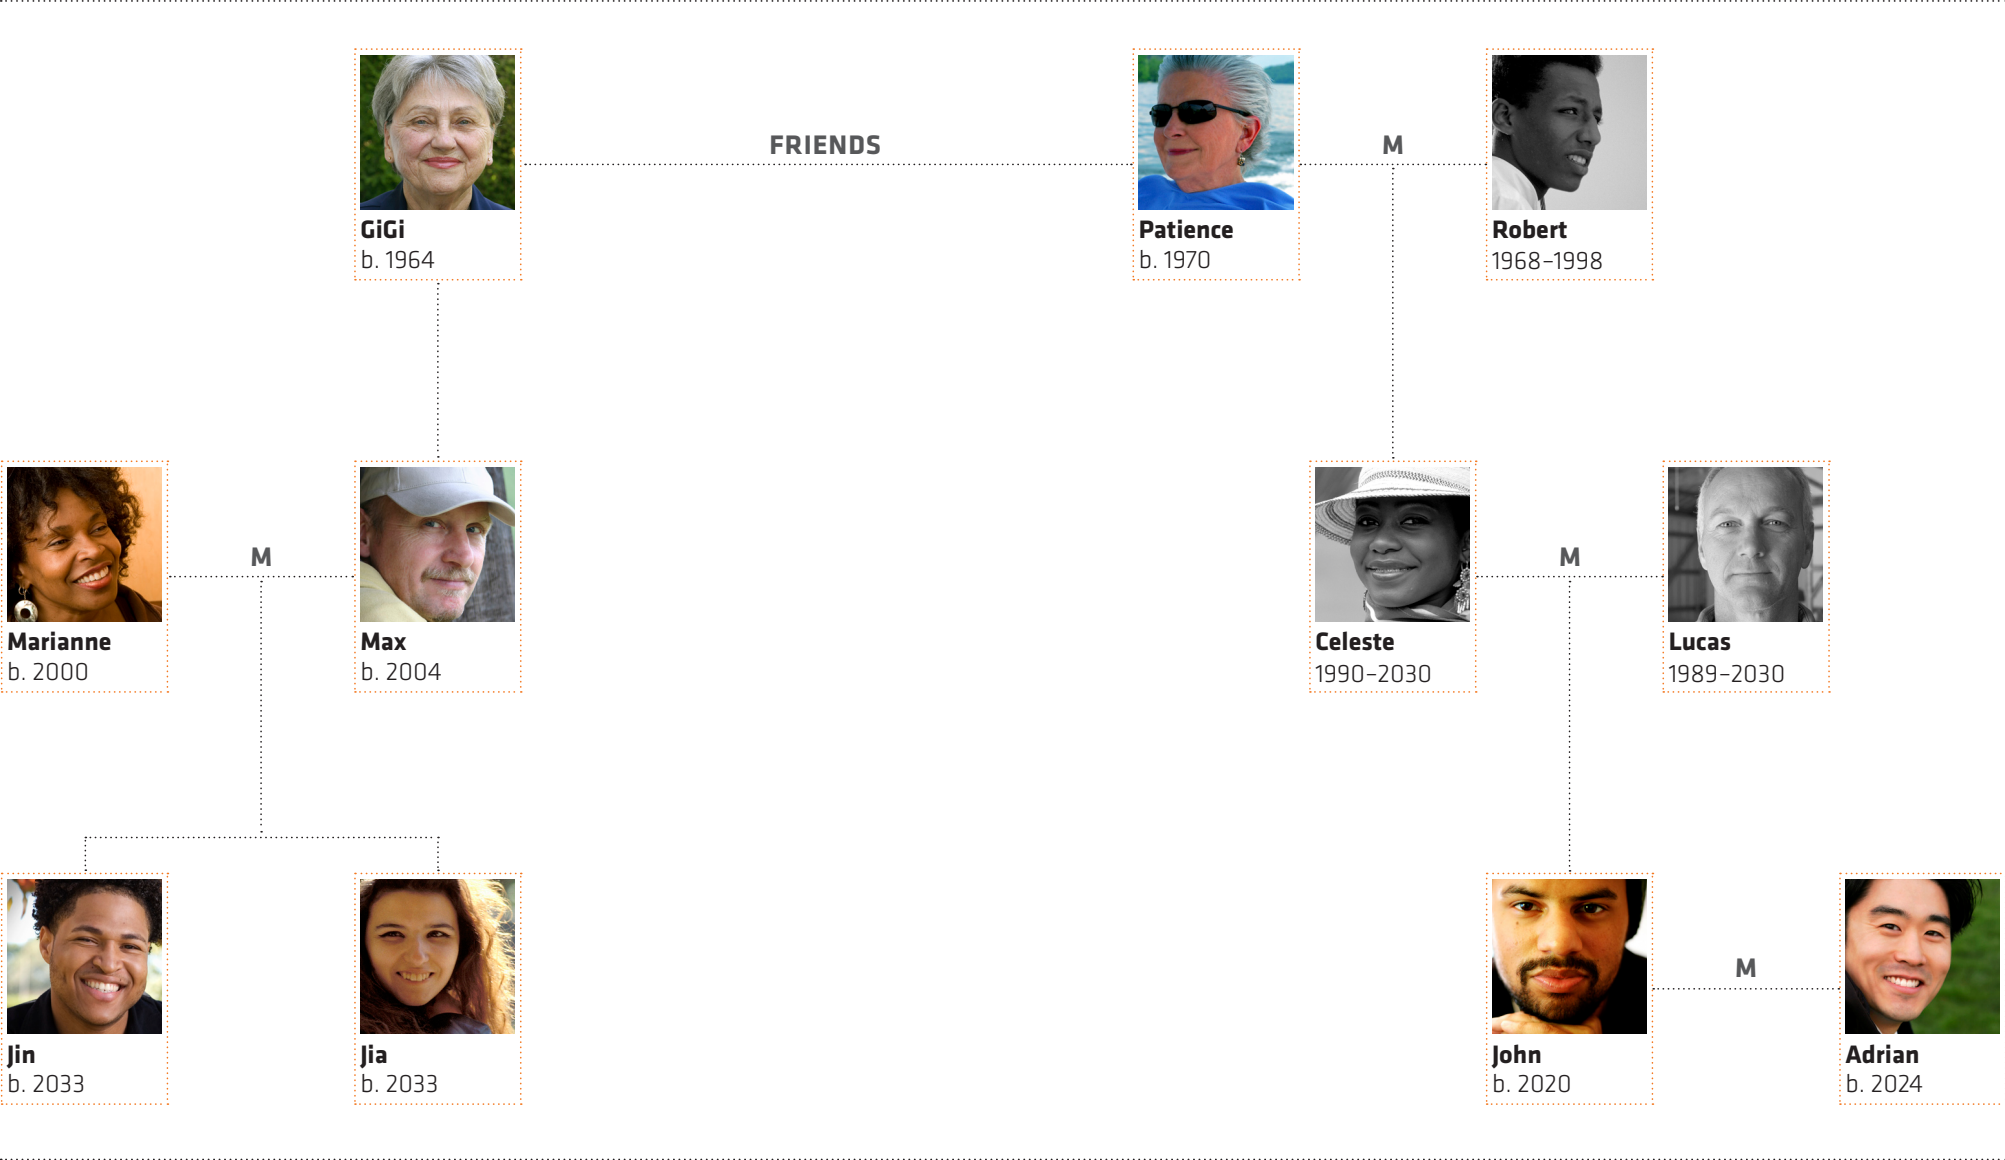 FRIENDS
M
GiGi
b. 1964
Patience
b. 1970
Robert
1968–1998
M
M
Marianne
b. 2000
Max
b. 2004
Celeste
1990–2030
Lucas
1989–2030
M
Jin
b. 2033
Jia
b. 2033
John
b. 2020
Adrian
b. 2024